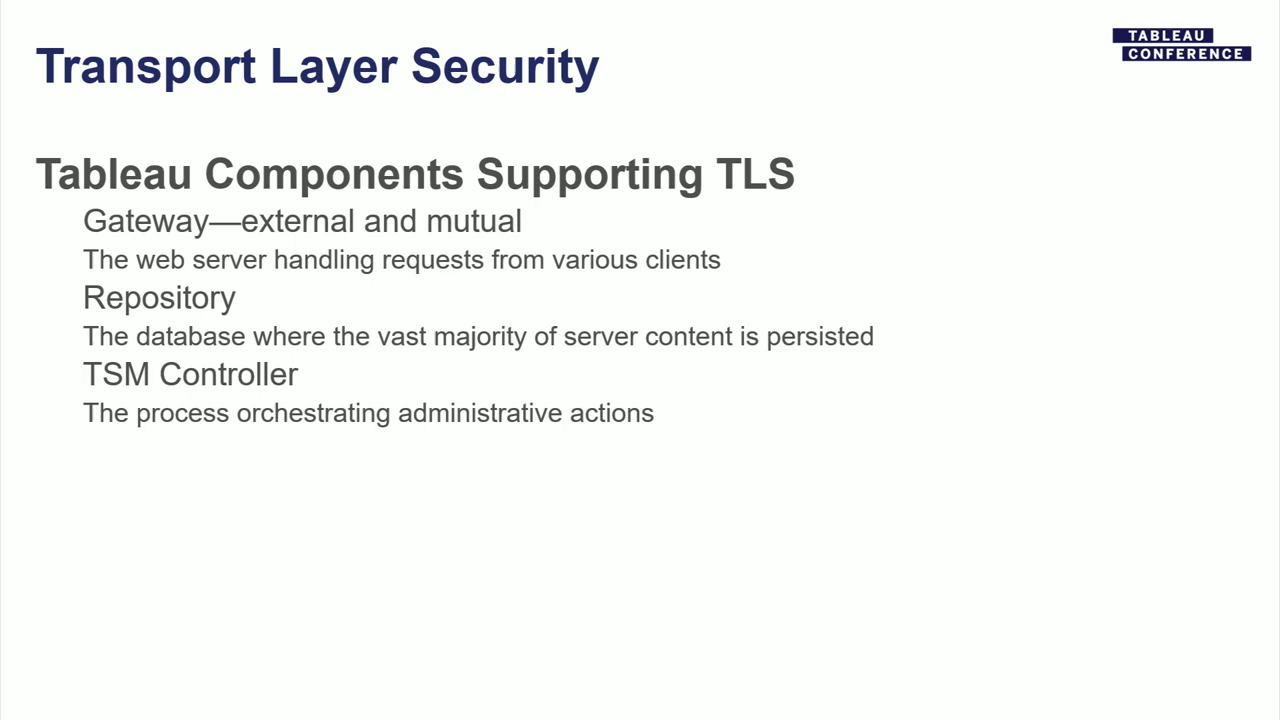 Transport Layer Security
TABLEAU
CONFERENCE
Tableau Components Supporting TLS
Gateway—external and mutual
The web server handling requests from various clients
Repository
The database where the vast majority of server content is persisted
TSM Controller
The process orchestrating administrative actions